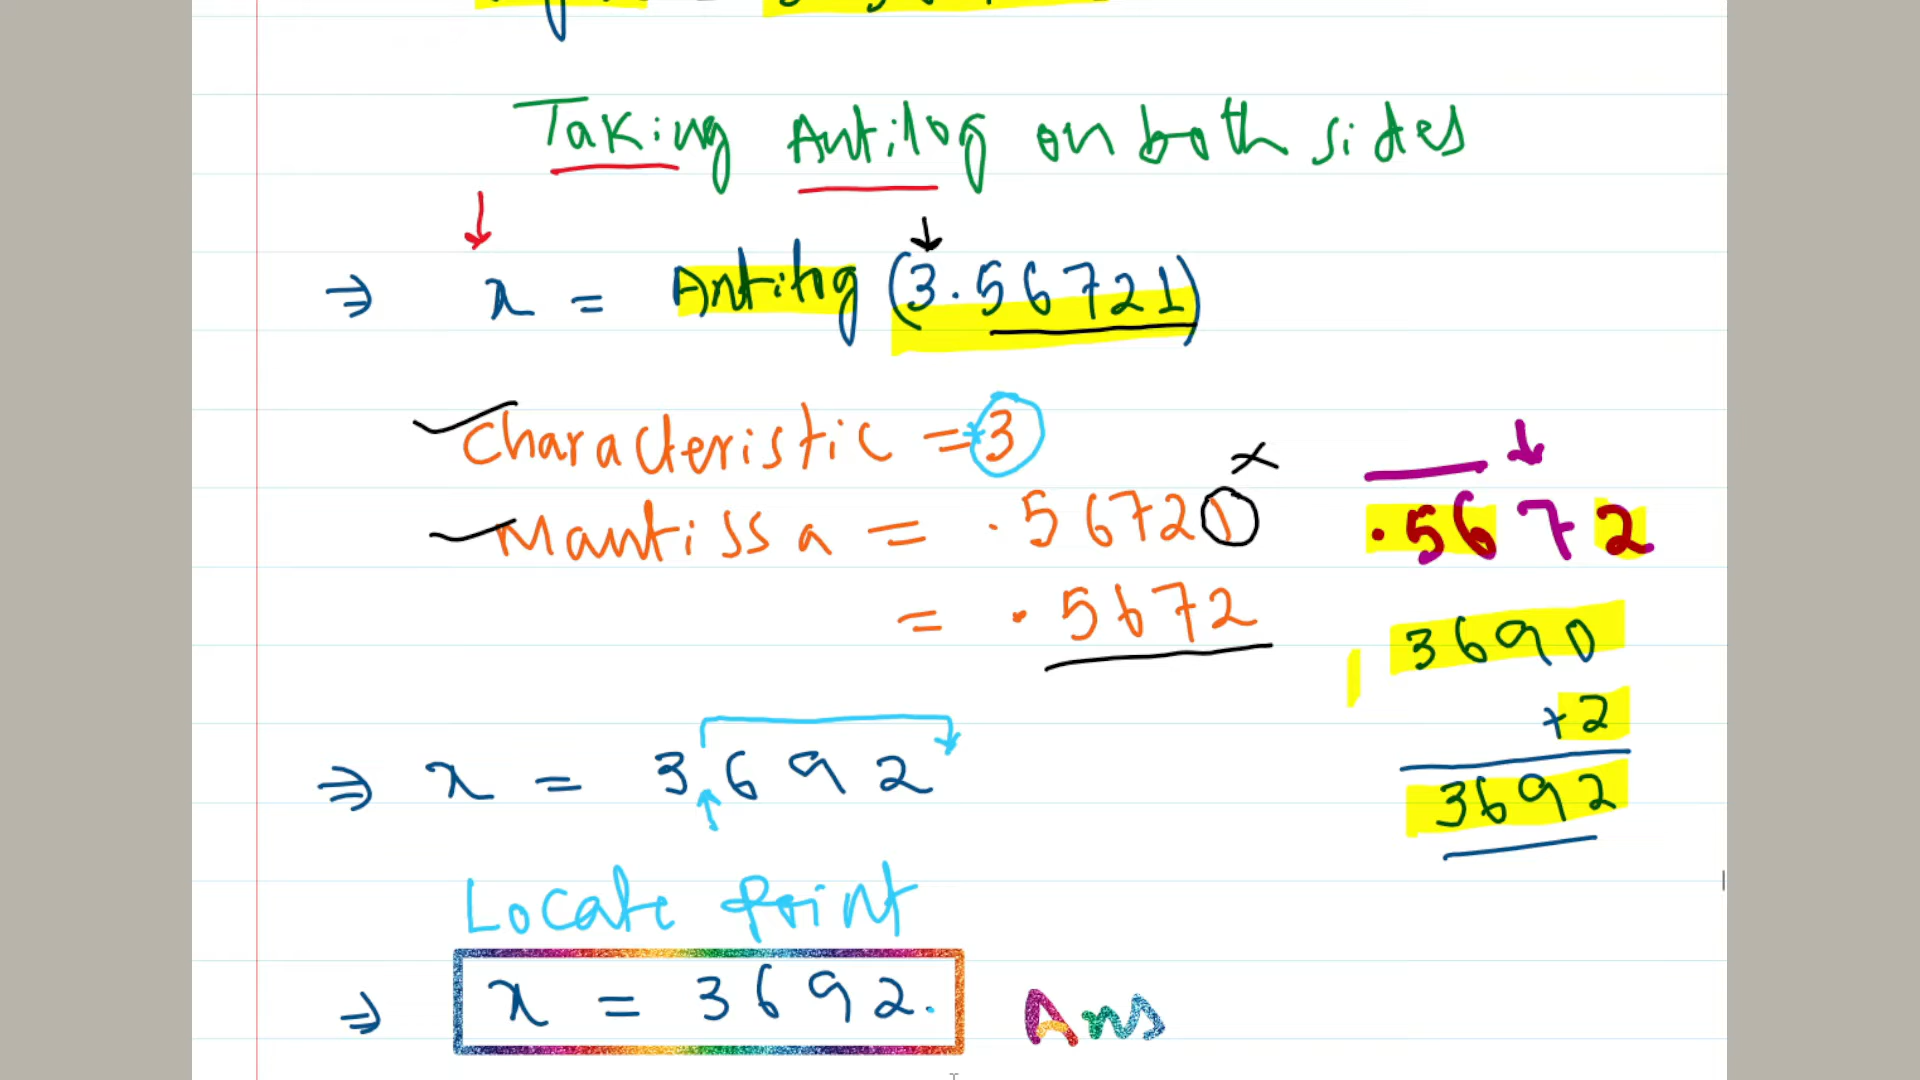 Taking Antilog on both sides
⇒ x = Antilog (3.56721)
Characteristic = +3
Mantissa = .56721 ×
= .5672
.5672
3690
+2
3692
⇒ x = 3692
Locate Point
⇒ x = 3692. Ans